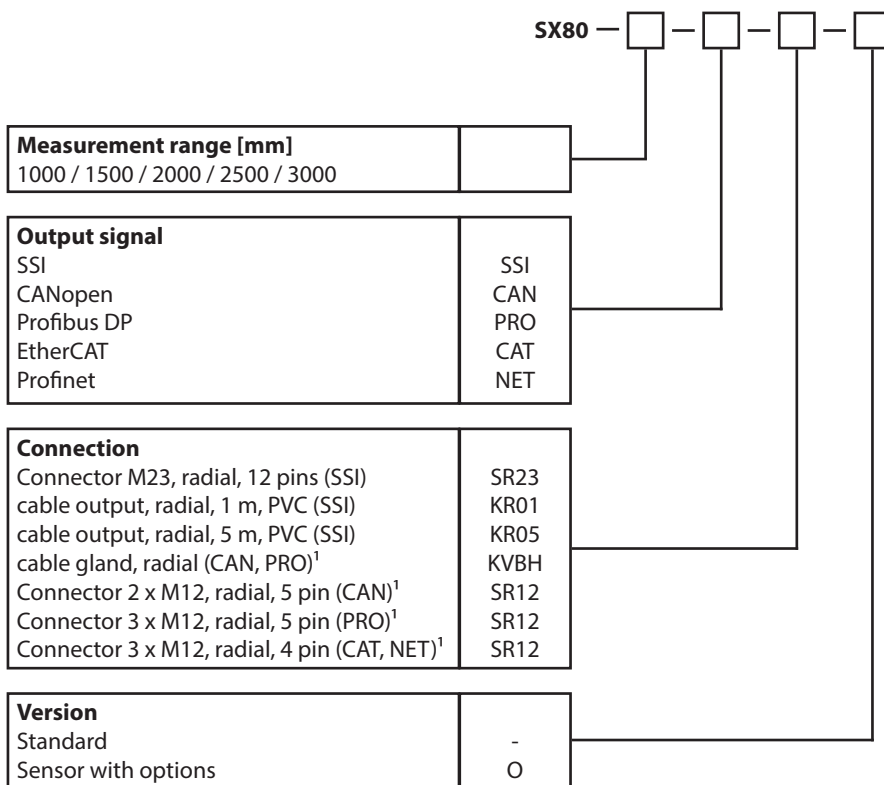 SX80 — — — —
Measurement range [mm]
1000 / 1500 / 2000 / 2500 / 3000
Output signal
SSI SSI
CANopen CAN
Profibus DP PRO
EtherCAT CAT
Profinet NET
Connection
Connector M23, radial, 12 pins (SSI) SR23
cable output, radial, 1 m, PVC (SSI) KR01
cable output, radial, 5 m, PVC (SSI) KR05
cable gland, radial (CAN, PRO)¹ KVBH
Connector 2 x M12, radial, 5 pin (CAN)¹ SR12
Connector 3 x M12, radial, 5 pin (PRO)¹ SR12
Connector 3 x M12, radial, 4 pin (CAT, NET)¹ SR12
Version
Standard -
Sensor with options O